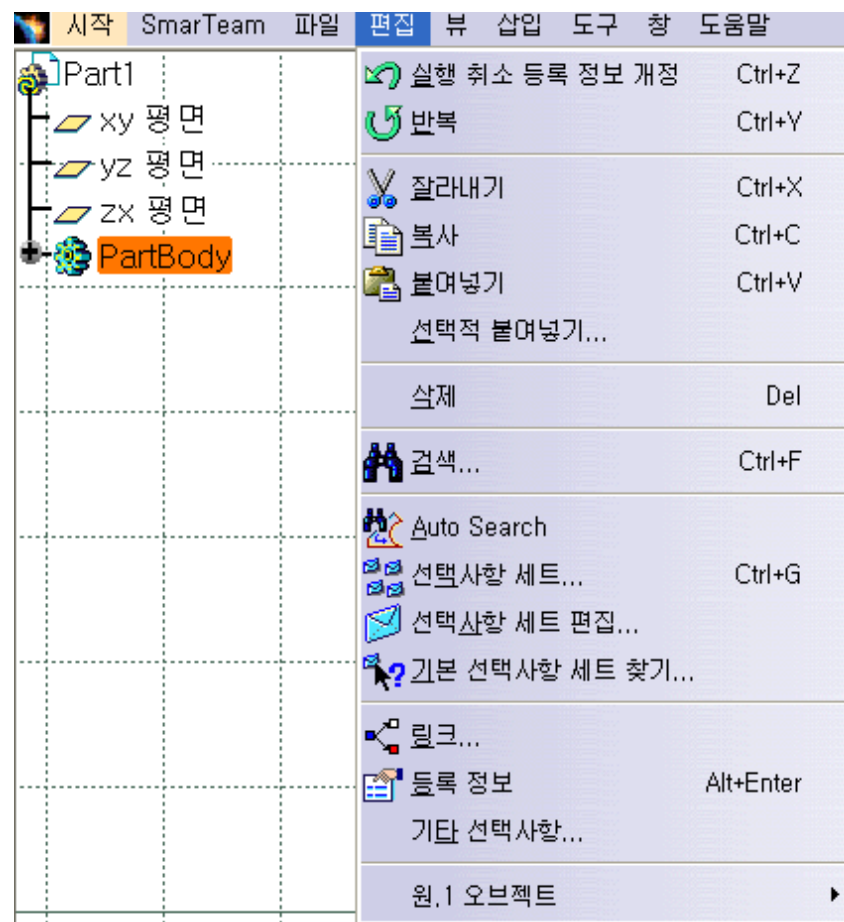 시작 SmarTeam 파일 편집 뷰 삽입 도구 창 도움말
Part1
xy 평면
yz 평면
zx 평면
PartBody
실행 취소 등록 정보 개정 Ctrl+Z
반복 Ctrl+Y
잘라내기 Ctrl+X
복사 Ctrl+C
붙여넣기 Ctrl+V
선택적 붙여넣기...
삭제 Del
검색... Ctrl+F
Auto Search
선택사항 세트... Ctrl+G
선택사항 세트 편집...
기본 선택사항 세트 찾기...
링크...
등록 정보 Alt+Enter
기타 선택사항...
원.1 오브젝트